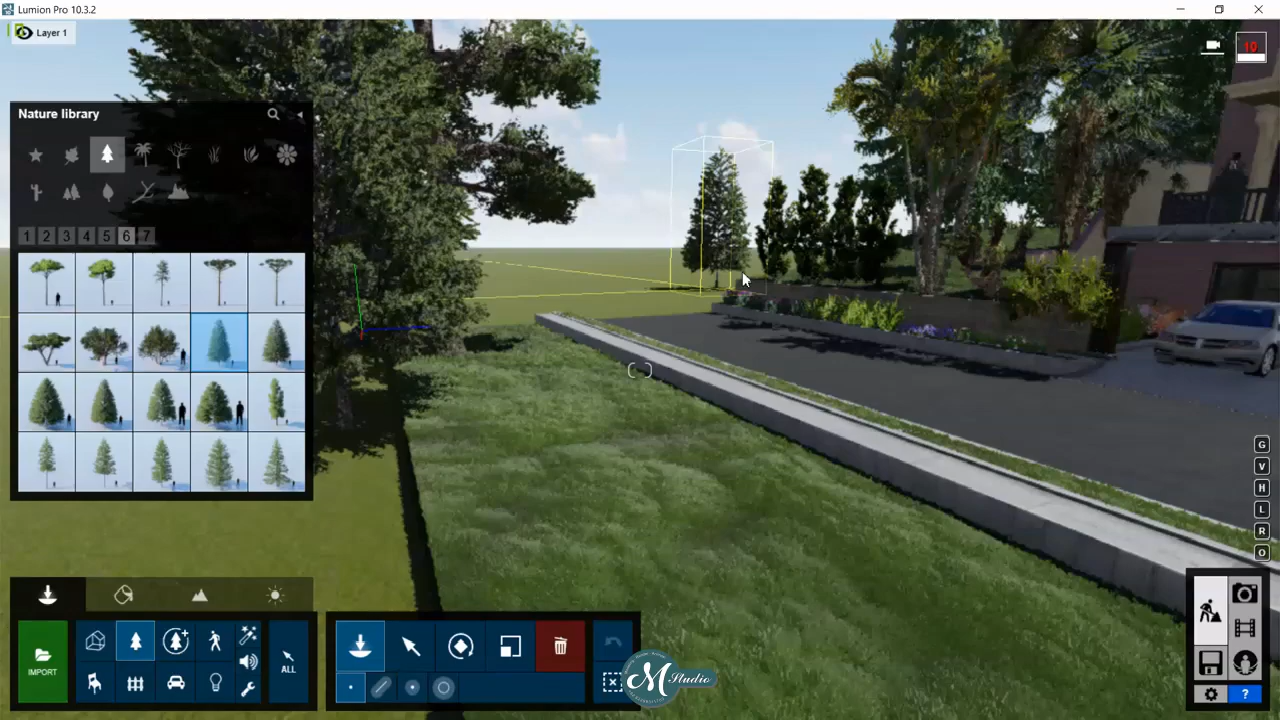 Lumion Pro 10.3.2
Layer 1
10
Nature library
1 2 3 4 5 6 7
G
V
H
L
R
O
IMPORT
ALL
M Studio
?